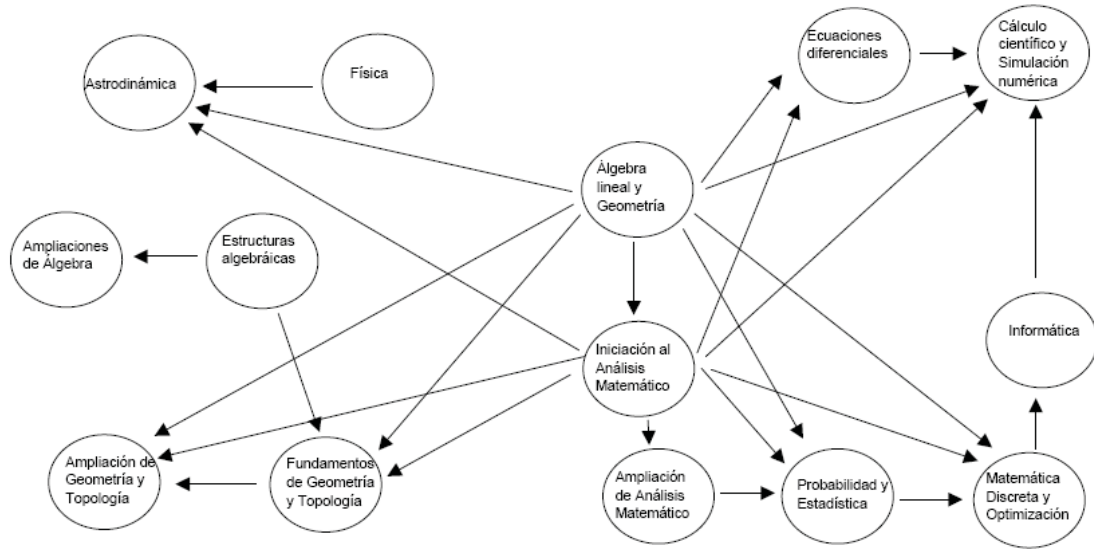 Ecuaciones
diferenciales
Cálculo
científico y
Simulación
numérica
Astrodinámica
Física
Álgebra
lineal y
Geometría
Ampliaciones
de Álgebra
Estructuras
algebráicas
Iniciación al
Análisis
Matemático
Informática
Ampliación de
Geometría y
Topología
Fundamentos
de Geometría
y Topología
Ampliación
de Análisis
Matemático
Probabilidad y
Estadística
Matemática
Discreta y
Optimización